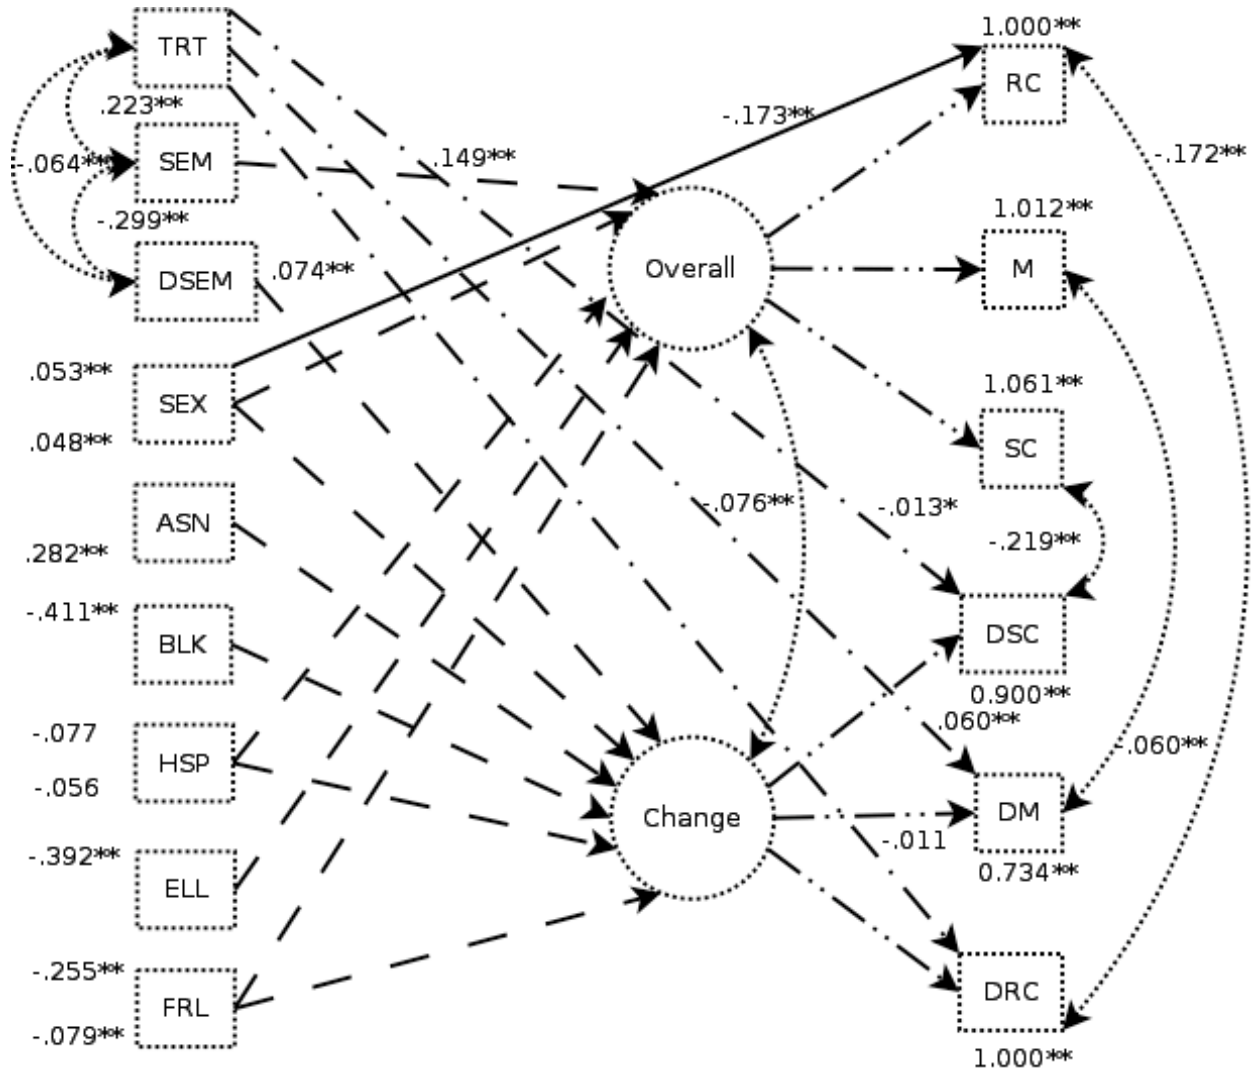 1.000**
TRT
RC
.223**
-.173**
-.064**
SEM
.149**
-.172**
-.299**
1.012**
DSEM
.074**
Overall
M
.053**
SEX
1.061**
.048**
SC
ASN
-.076**
-.013*
.282**
-.219**
-.411**
BLK
DSC
0.900**
-.077
.060**
HSP
-.060**
-.056
Change
DM
-.011
-.392**
ELL
0.734**
-.255**
DRC
FRL
-.079**
1.000**